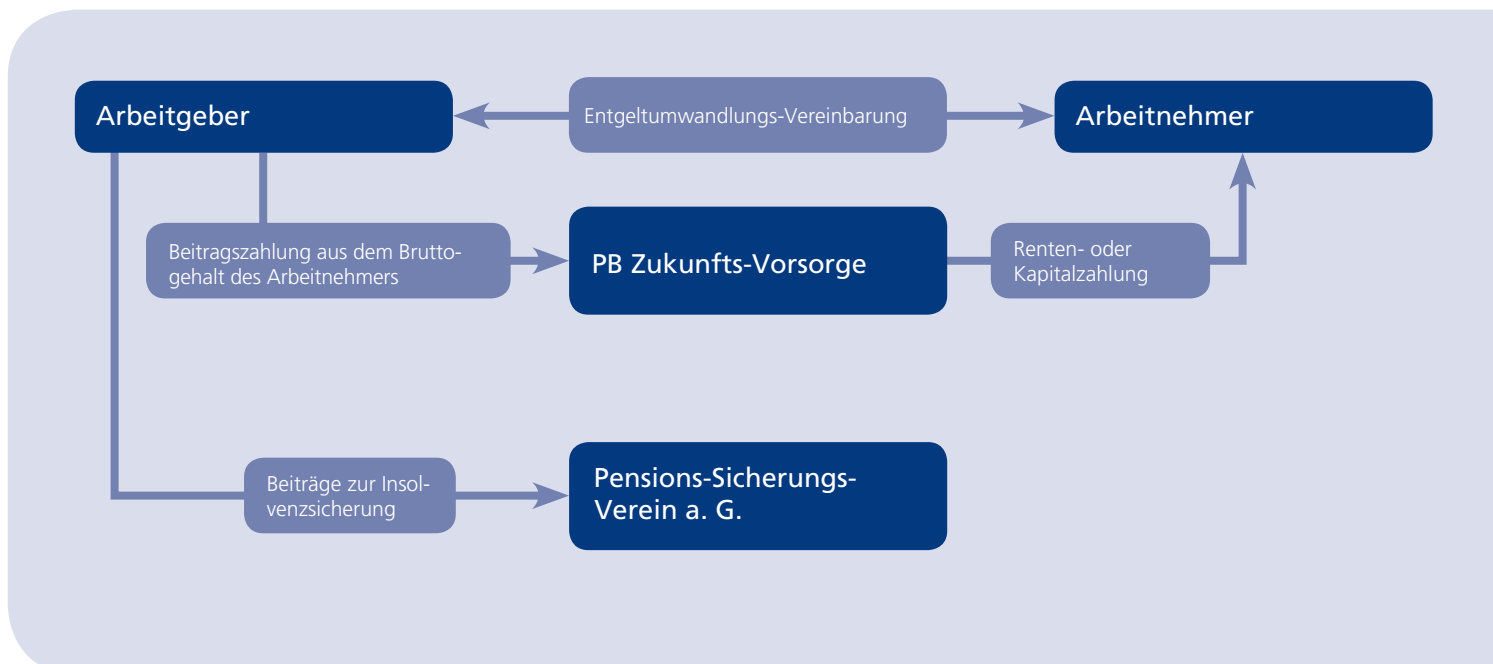 Arbeitgeber
Entgeltumwandlungs-Vereinbarung
Arbeitnehmer
Beitragszahlung aus dem Brutto-
gehalt des Arbeitnehmers
PB Zukunfts-Vorsorge
Renten- oder
Kapitalzahlung
Beiträge zur Insol-
venzsicherung
Pensions-Sicherungs-
Verein a. G.